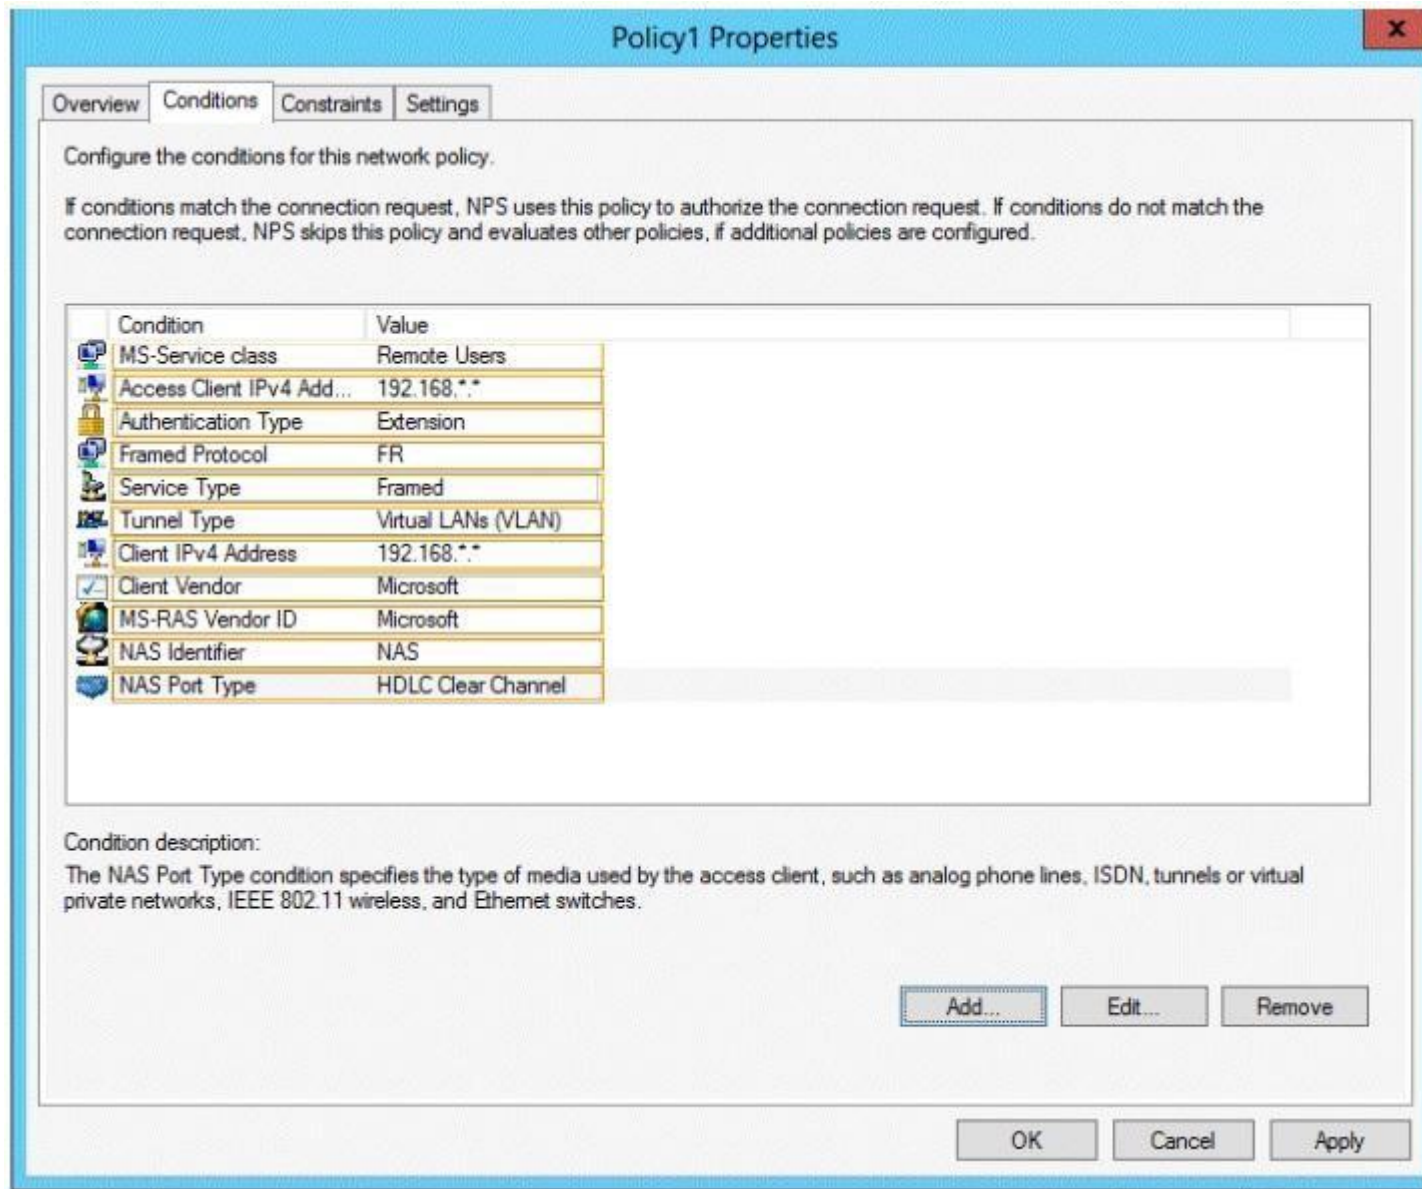 Policy1 Properties
x
Overview Conditions Constraints Settings
Configure the conditions for this network policy.
If conditions match the connection request, NPS uses this policy to authorize the connection request. If conditions do not match the
connection request, NPS skips this policy and evaluates other policies, if additional policies are configured.
Condition Value
MS-Service class Remote Users
Access Client IPv4 Add... 192.168.*.*
Authentication Type Extension
Framed Protocol FR
Service Type Framed
Tunnel Type Virtual LANs (VLAN)
Client IPv4 Address 192.168.*.*
Client Vendor Microsoft
MS-RAS Vendor ID Microsoft
NAS Identifier NAS
NAS Port Type HDLC Clear Channel
Condition description:
The NAS Port Type condition specifies the type of media used by the access client, such as analog phone lines, ISDN, tunnels or virtual
private networks, IEEE 802.11 wireless, and Ethernet switches.
Add... Edit... Remove
OK Cancel Apply